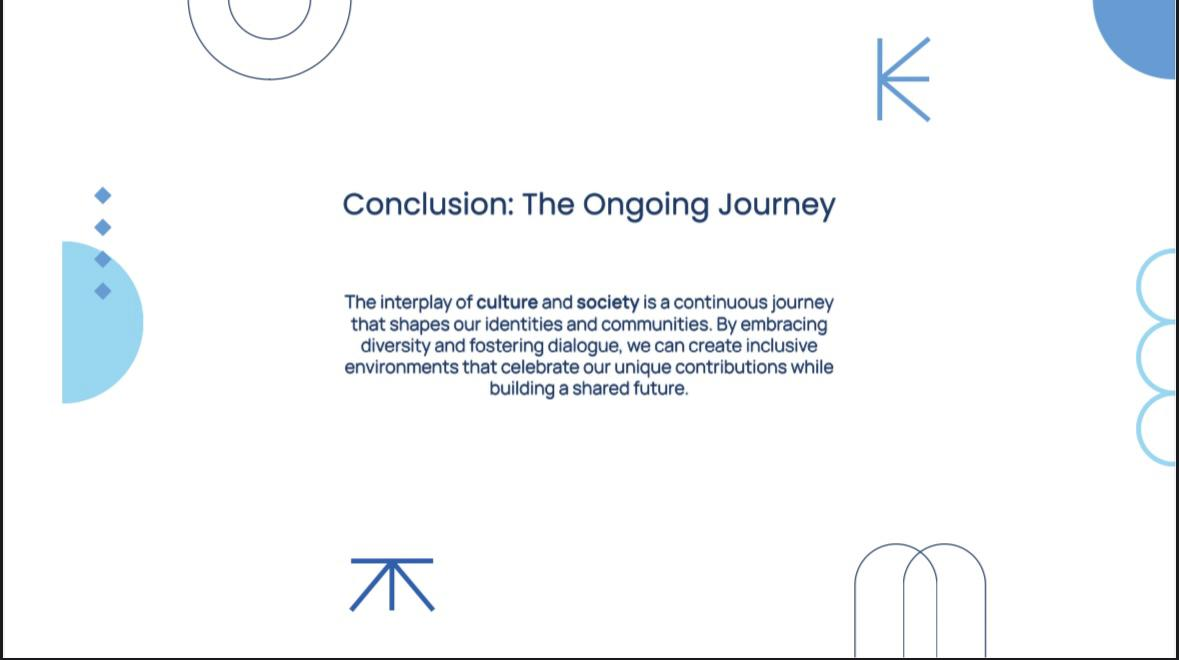 Conclusion: The Ongoing Journey
The interplay of culture and society is a continuous journey
that shapes our identities and communities. By embracing
diversity and fostering dialogue, we can create inclusive
environments that celebrate our unique contributions while
building a shared future.